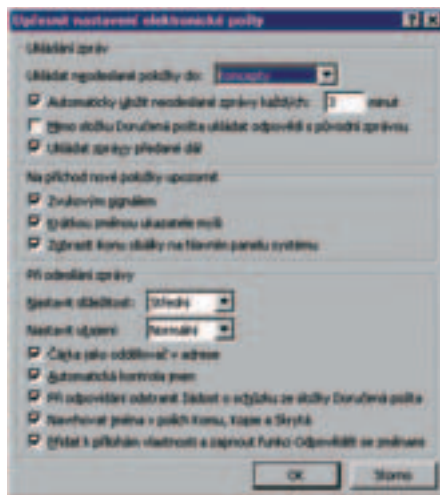 Upřesnit nastavení elektronické pošty
Ukládání zpráv
Ukládat neodeslané položky do: Koncepty
Automaticky uložit neodeslané zprávy každých: 3 minut
Mimo složku Doručená pošta ukládat odpovědi s původní zprávou
Ukládat zprávy předané dál
Na příchod nové položky upozornit
Zvukovým signálem
Krátkou změnou ukazatele myši
Zobrazit ikonu obálky na hlavním panelu systému
Při odeslání zprávy
Nastavit důležitost: Střední
Nastavit utajení: Normální
Čárka jako oddělovač v adrese
Automatická kontrola jmen
Při odpovídání odstranit žádost o schůzku ze složky Doručená pošta
Navrhovat jména v polích Komu, Kopie a Skrytá
Přidat k přílohám vlastnosti a zapnout funkci Odpovědět se změnami
OK Storno